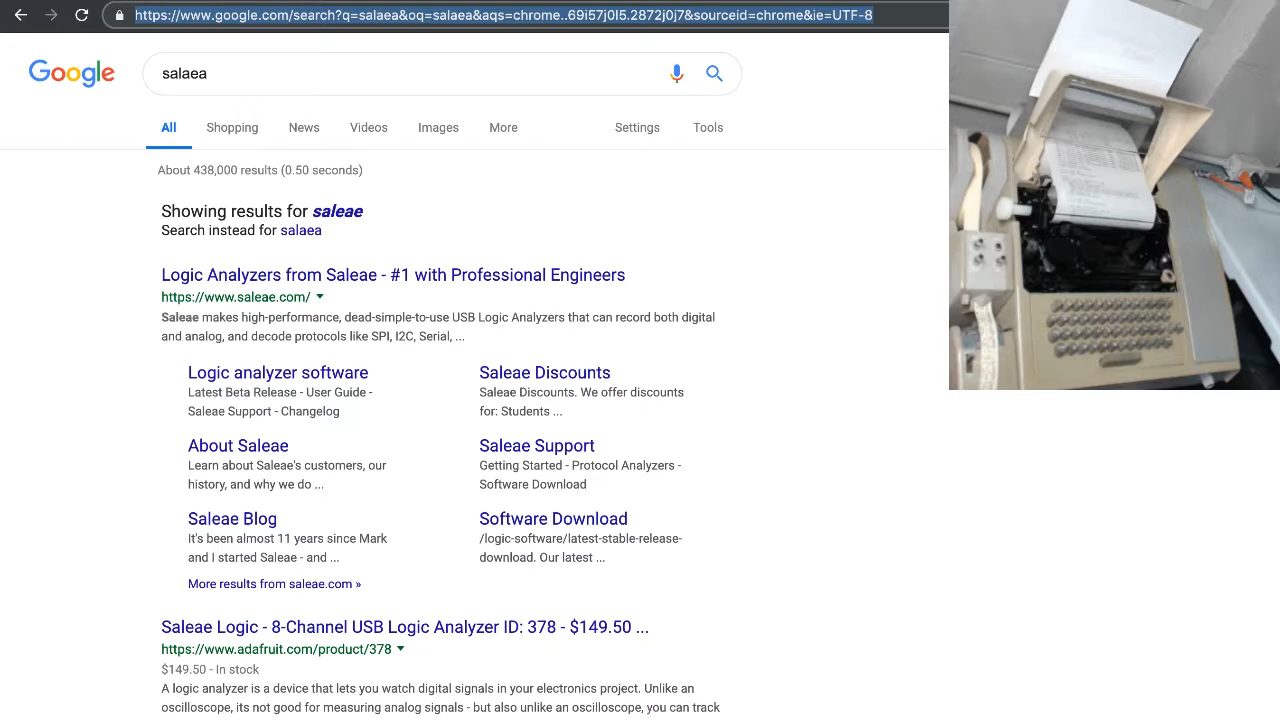 https://www.google.com/search?q=salaea&oq=salaea&aqs=chrome..69i57j0l5.2872j0j7&sourceid=chrome&ie=UTF-8
Google
salaea
All Shopping News Videos Images More Settings Tools
About 438,000 results (0.50 seconds)
Showing results for saleae
Search instead for salaea
Logic Analyzers from Saleae - #1 with Professional Engineers
https://www.saleae.com/
Saleae makes high-performance, dead-simple-to-use USB Logic Analyzers that can record both digital
and analog, and decode protocols like SPI, I2C, Serial, ...
Logic analyzer software
Latest Beta Release - User Guide -
Saleae Support - Changelog
Saleae Discounts
Saleae Discounts. We offer discounts
for: Students ...
About Saleae
Learn about Saleae's customers, our
history, and why we do ...
Saleae Support
Getting Started - Protocol Analyzers -
Software Download
Saleae Blog
It's been almost 11 years since Mark
and I started Saleae - and ...
Software Download
/logic-software/latest-stable-release-
download. Our latest ...
More results from saleae.com »
Saleae Logic - 8-Channel USB Logic Analyzer ID: 378 - $149.50 ...
https://www.adafruit.com/product/378
$149.50 - In stock
A logic analyzer is a device that lets you watch digital signals in your electronics project. Unlike an
oscilloscope, its not good for measuring analog signals - but also unlike an oscilloscope, you can track